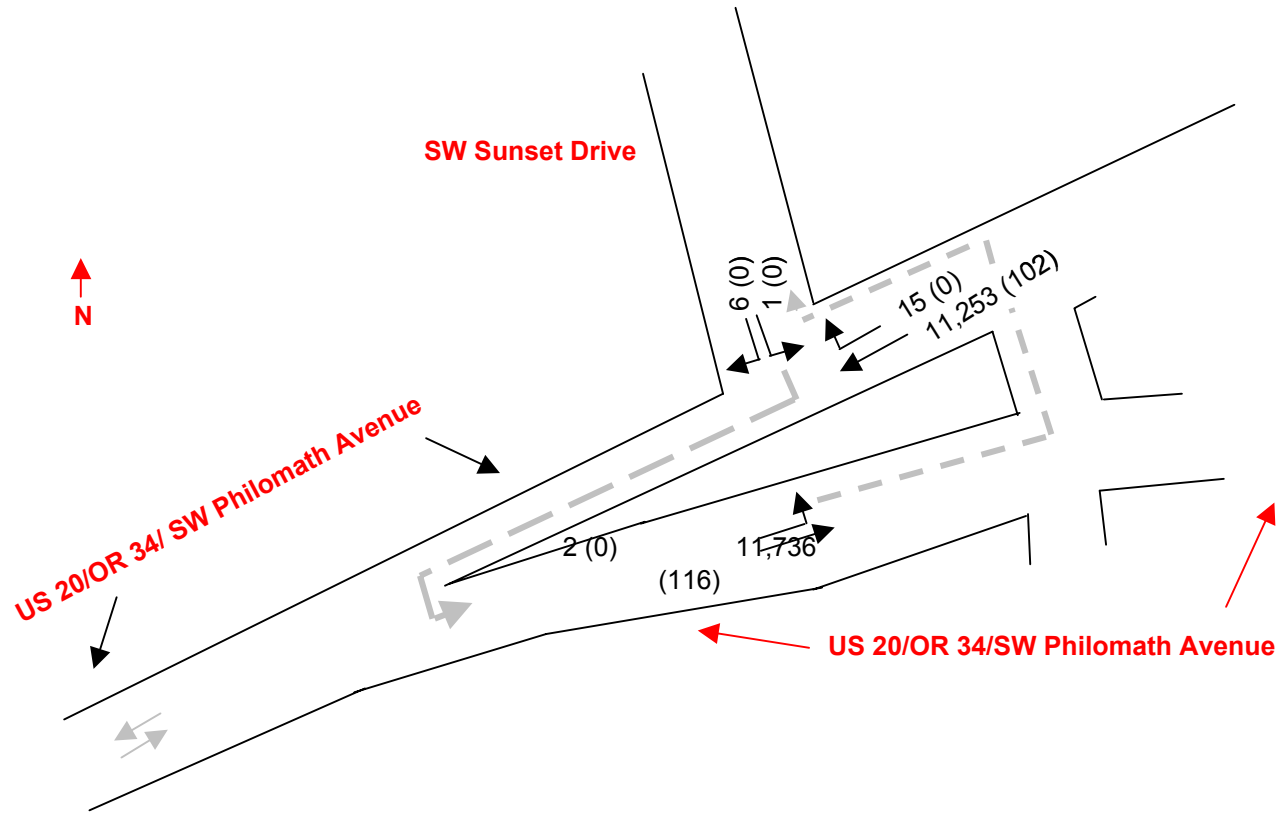 SW Sunset Drive
N
6 (0)
1 (0)
15 (0)
11,253 (102)
US 20/OR 34/ SW Philomath Avenue
2 (0)
11,736
(116)
US 20/OR 34/SW Philomath Avenue